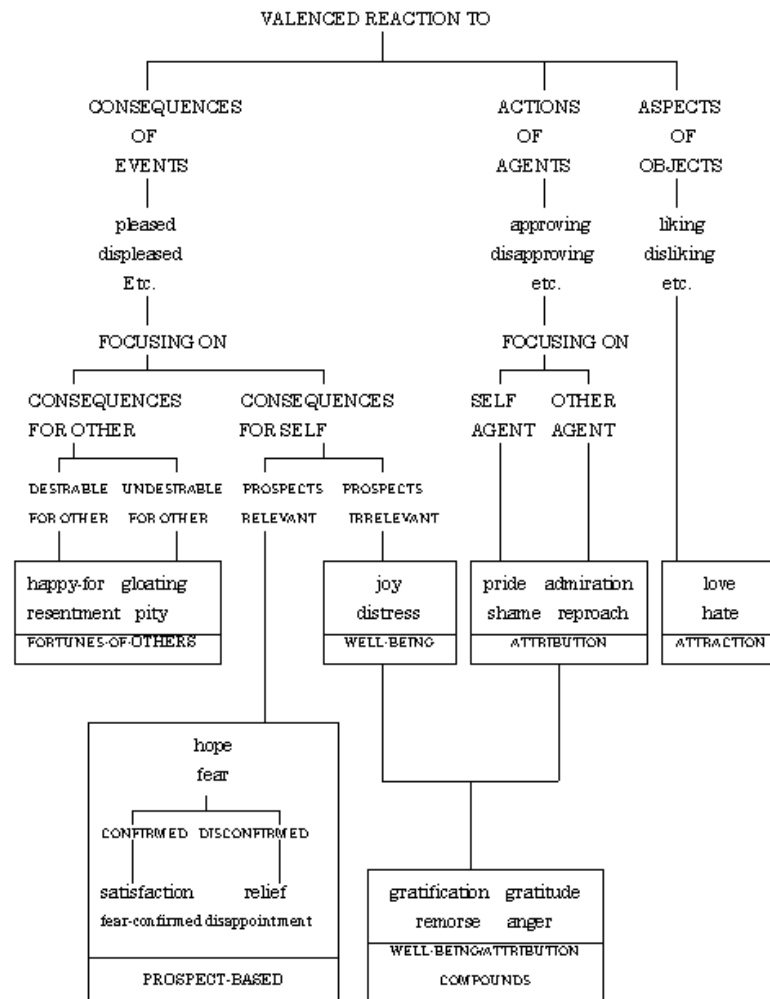 VALENCED REACTION TO
CONSEQUENCES ACTIONS ASPECTS
OF OF OF
EVENTS AGENTS OBJECTS
pleased approving liking
displeased disapproving disliking
Etc. etc. etc.
FOCUSING ON FOCUSING ON
CONSEQUENCES CONSEQUENCES SELF OTHER
FOR OTHER FOR SELF AGENT AGENT
DESIRABLE UNDESIRABLE PROSPECTS PROSPECTS
FOR OTHER FOR OTHER RELEVANT IRRELEVANT
happy-for gloating joy pride admiration love
resentment pity distress shame reproach hate
FORTUNES-OF-OTHERS WELL-BEING ATTRIBUTION ATTRACTION
hope
fear
CONFIRMED DISCONFIRMED
satisfaction relief gratification gratitude
fear-confirmed disappointment remorse anger
WELL-BEING/ATTRIBUTION
PROSPECT-BASED COMPOUNDS